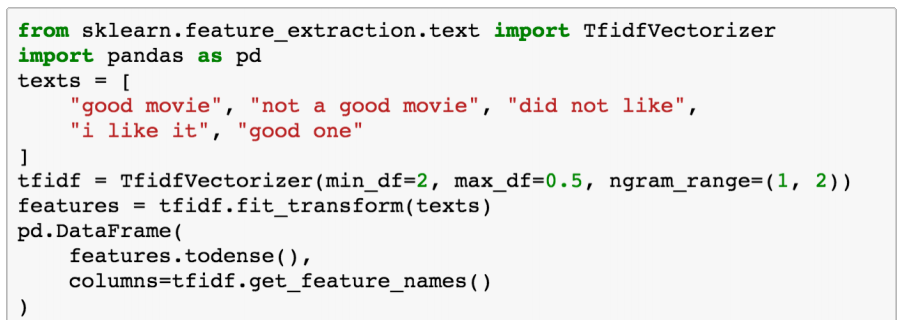 from sklearn.feature_extraction.text import TfidfVectorizer
import pandas as pd
texts = [
    "good movie", "not a good movie", "did not like",
    "i like it", "good one"
]
tfidf = TfidfVectorizer(min_df=2, max_df=0.5, ngram_range=(1, 2))
features = tfidf.fit_transform(texts)
pd.DataFrame(
    features.todense(),
    columns=tfidf.get_feature_names()
)